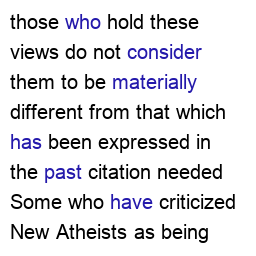 those who hold these
views do not consider
them to be materially
different from that which
has been expressed in
the past citation needed
Some who have criticized
New Atheists as being